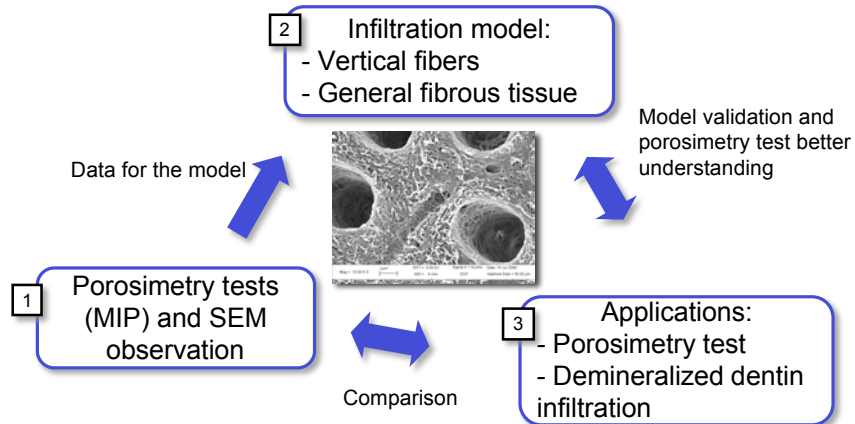 2
Infiltration model:
- Vertical fibers
- General fibrous tissue
Data for the model
Model validation and
porosimetry test better
understanding
1
Porosimetry tests
(MIP) and SEM
observation
Comparison
3
Applications:
- Porosimetry test
- Demineralized dentin
infiltration